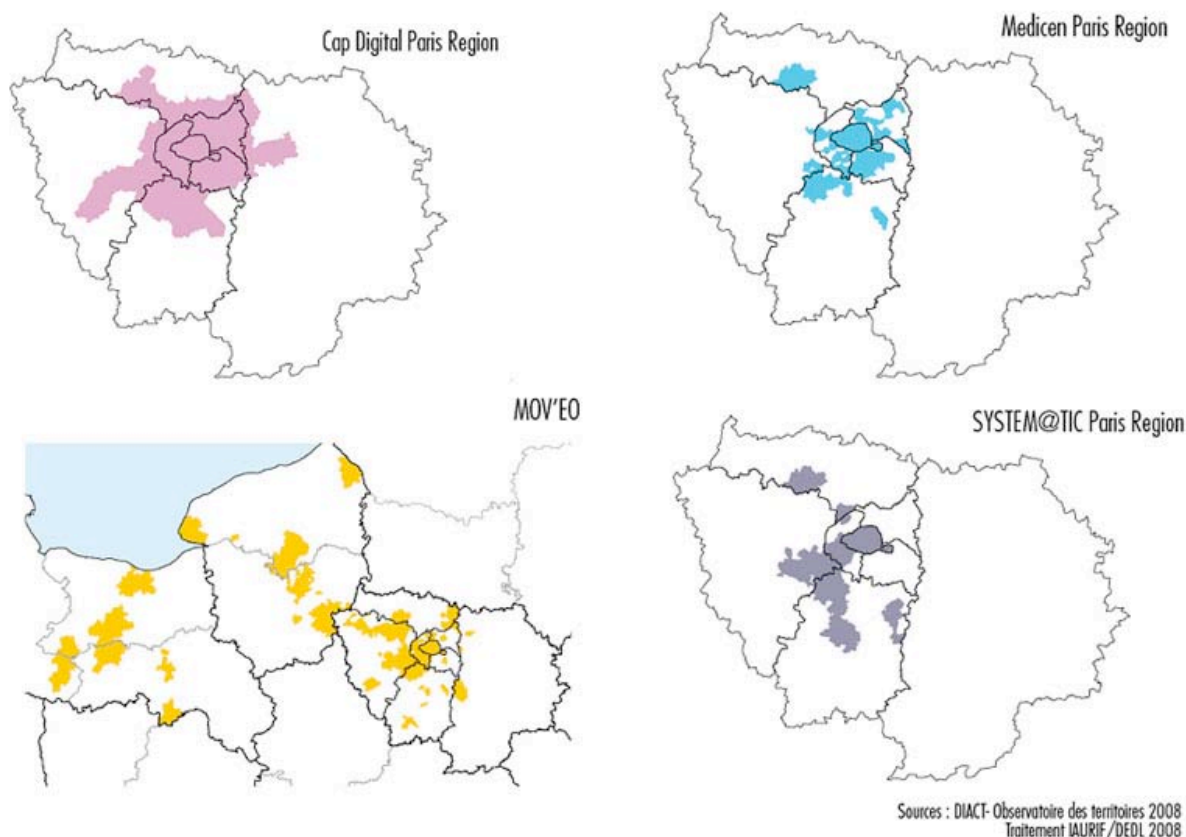 Cap Digital Paris Region
Medicen Paris Region
MOV'EO
SYSTEM@TIC Paris Region
Sources : DIACT- Observatoire des territoires 2008
Traitement IAURIF/DEDL 2008